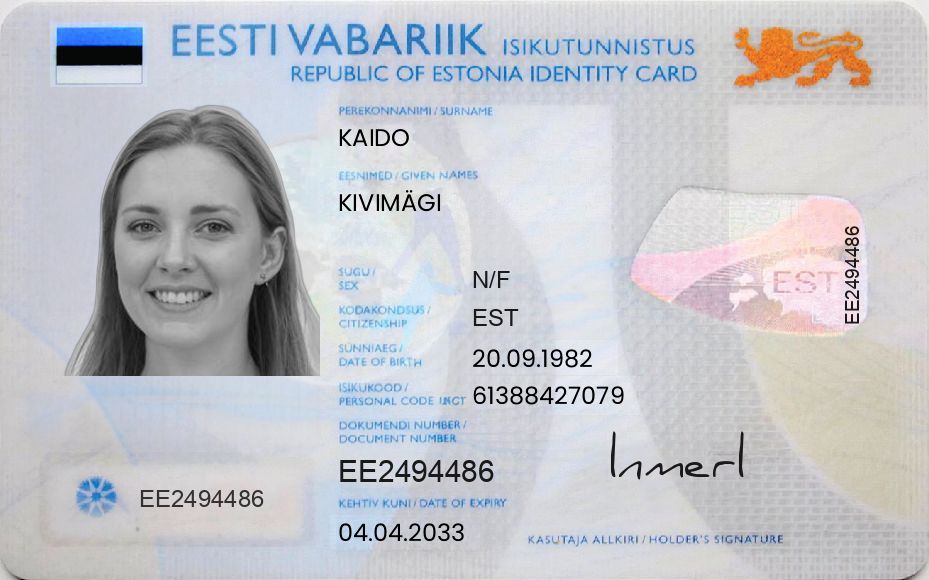 EESTI VABARIIK ISIKUTUNNISTUS
REPUBLIC OF ESTONIA IDENTITY CARD
PEREKONNANIMI / SURNAME
KAIDO
EESNIMED / GIVEN NAMES
KIVIMÄGI
SUGU /
SEX
N/F
KODAKONDSUS /
CITIZENSHIP
EST
SÜNNIAEG /
DATE OF BIRTH
20.09.1982
ISIKUKOOD /
PERSONAL CODE
61388427079
DOKUMENDI NUMBER /
DOCUMENT NUMBER
EE2494486
KEHTIV KUNI / DATE OF EXPIRY
04.04.2033
EE2494486
EST
EE2494486
KASUTAJA ALLKIRI / HOLDER'S SIGNATURE